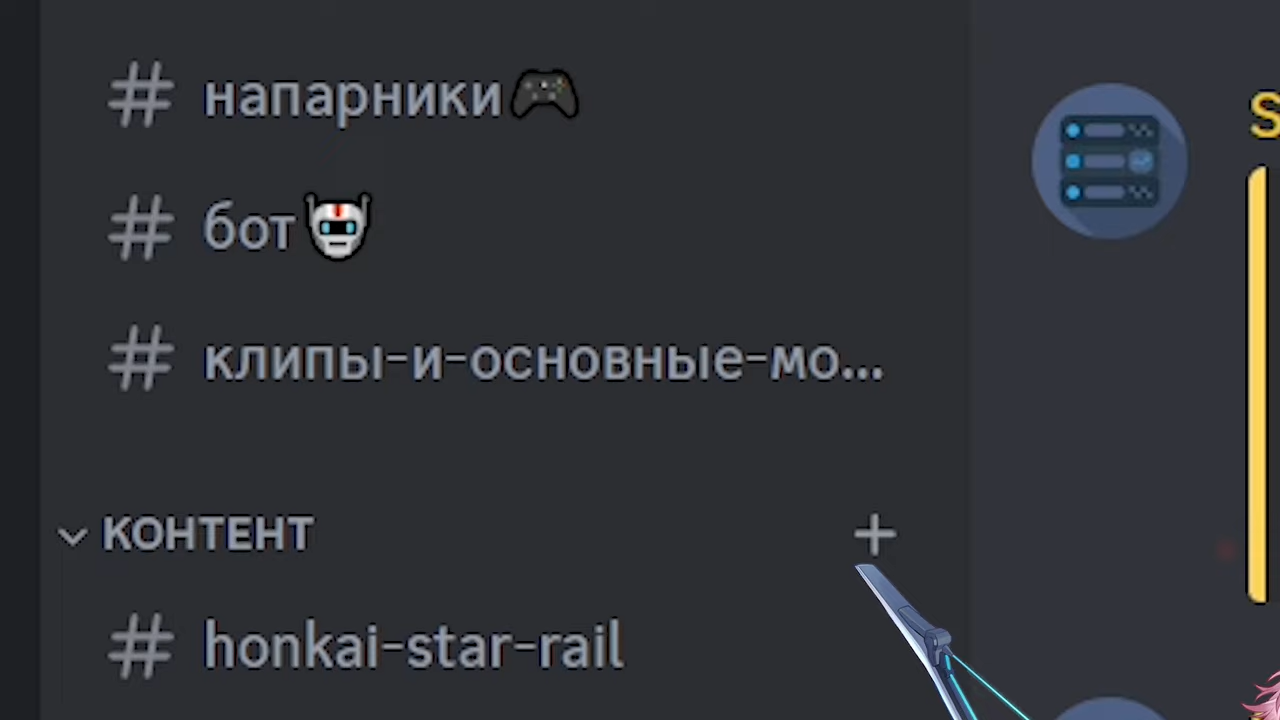 # напарники🎮
# бот🤖
# клипы-и-основные-мо...
КОНТЕНТ +
# honkai-star-rail
S